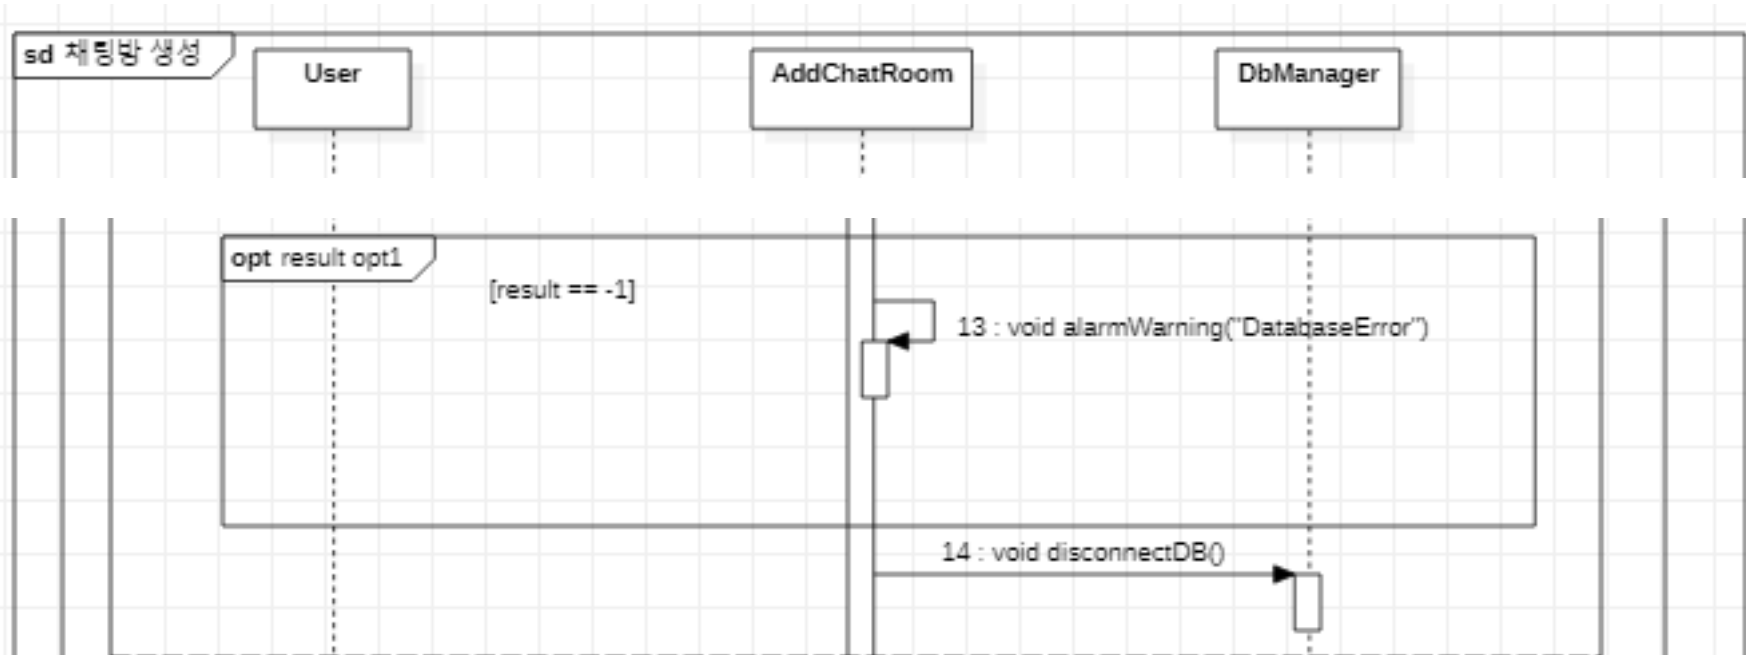 sd 채팅방 생성
User
AddChatRoom
DbManager
opt result opt1
[result == -1]
13 : void alarmWarning("DatabaseError")
14 : void disconnectDB()